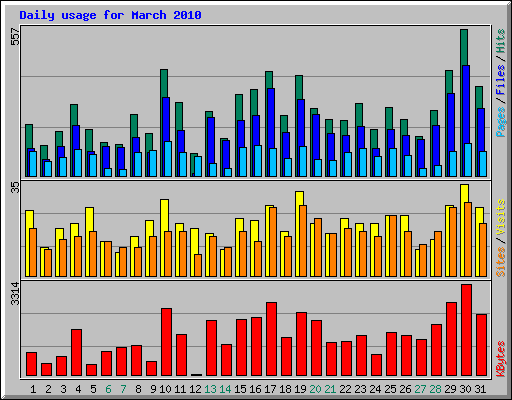 Daily usage for March 2010
557
Pages / Files / Hits
35
Sites / Visits
3314
KBytes
1 2 3 4 5 6 7 8 9 10 11 12 13 14 15 16 17 18 19 20 21 22 23 24 25 26 27 28 29 30 31